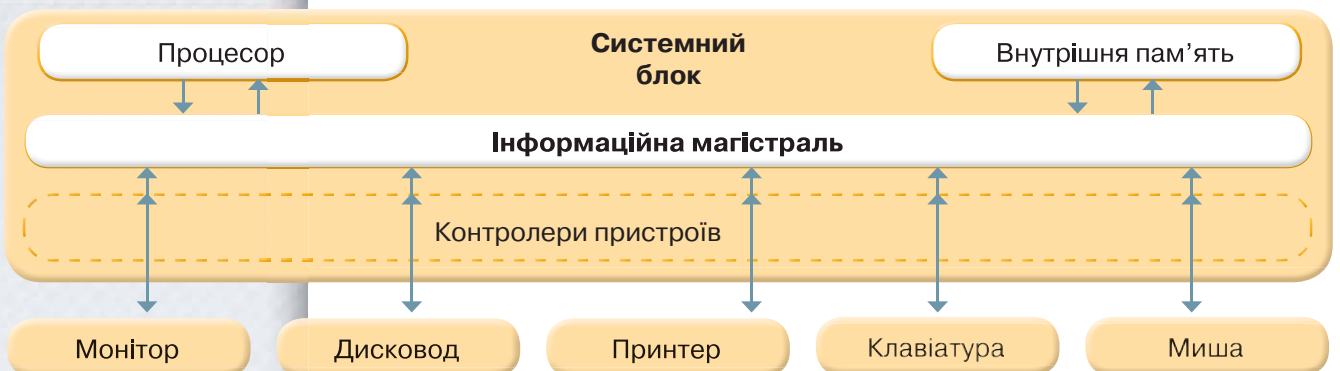 Процесор
Системний
блок
Внутрішня пам’ять
Інформаційна магістраль
Контролери пристроїв
Монітор
Дисковод
Принтер
Клавіатура
Миша